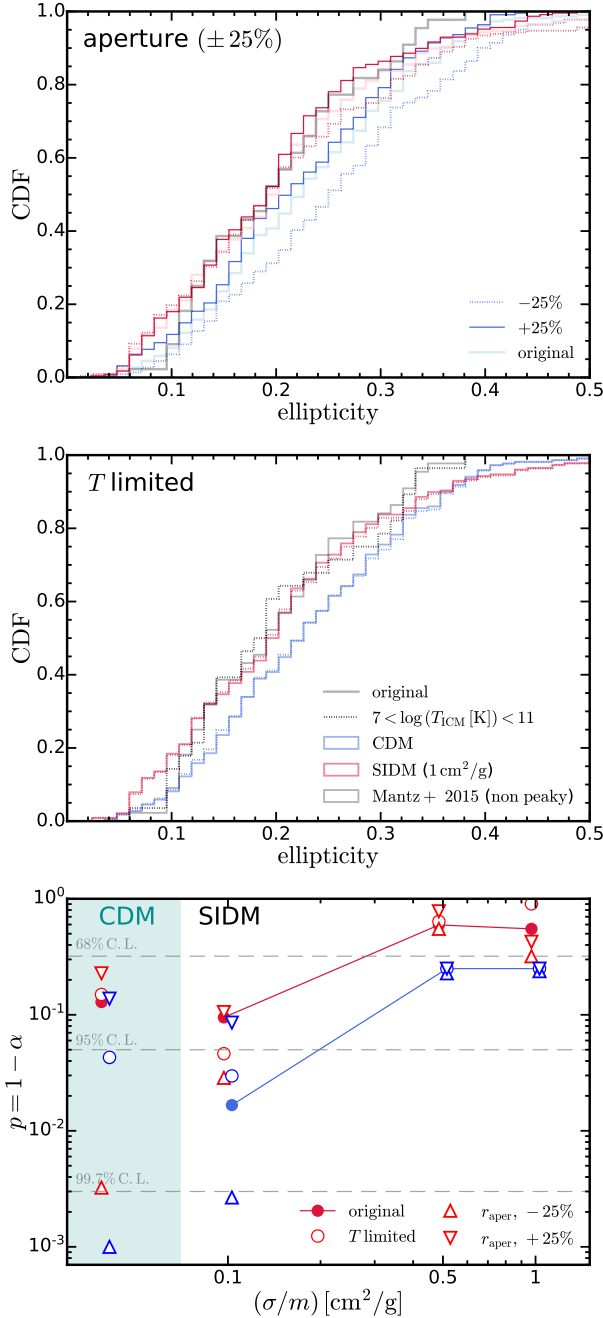 aperture (±25%)
1.0
0.8
0.6
0.4
0.2
0.0
CDF
−25%
+25%
original
0.1 0.2 0.3 0.4 0.5
ellipticity
T limited
1.0
0.8
0.6
0.4
0.2
0.0
CDF
original
7 < log (T_ICM [K]) < 11
CDM
SIDM (1 cm²/g)
Mantz + 2015 (non peaky)
0.1 0.2 0.3 0.4 0.5
ellipticity
CDM SIDM
10⁰
68% C.L.
10⁻¹
95% C.L.
10⁻²
99.7% C.L.
10⁻³
p = 1 − α
original r_aper, − 25%
T limited r_aper, + 25%
0.1 0.5 1
(σ/m) [cm²/g]